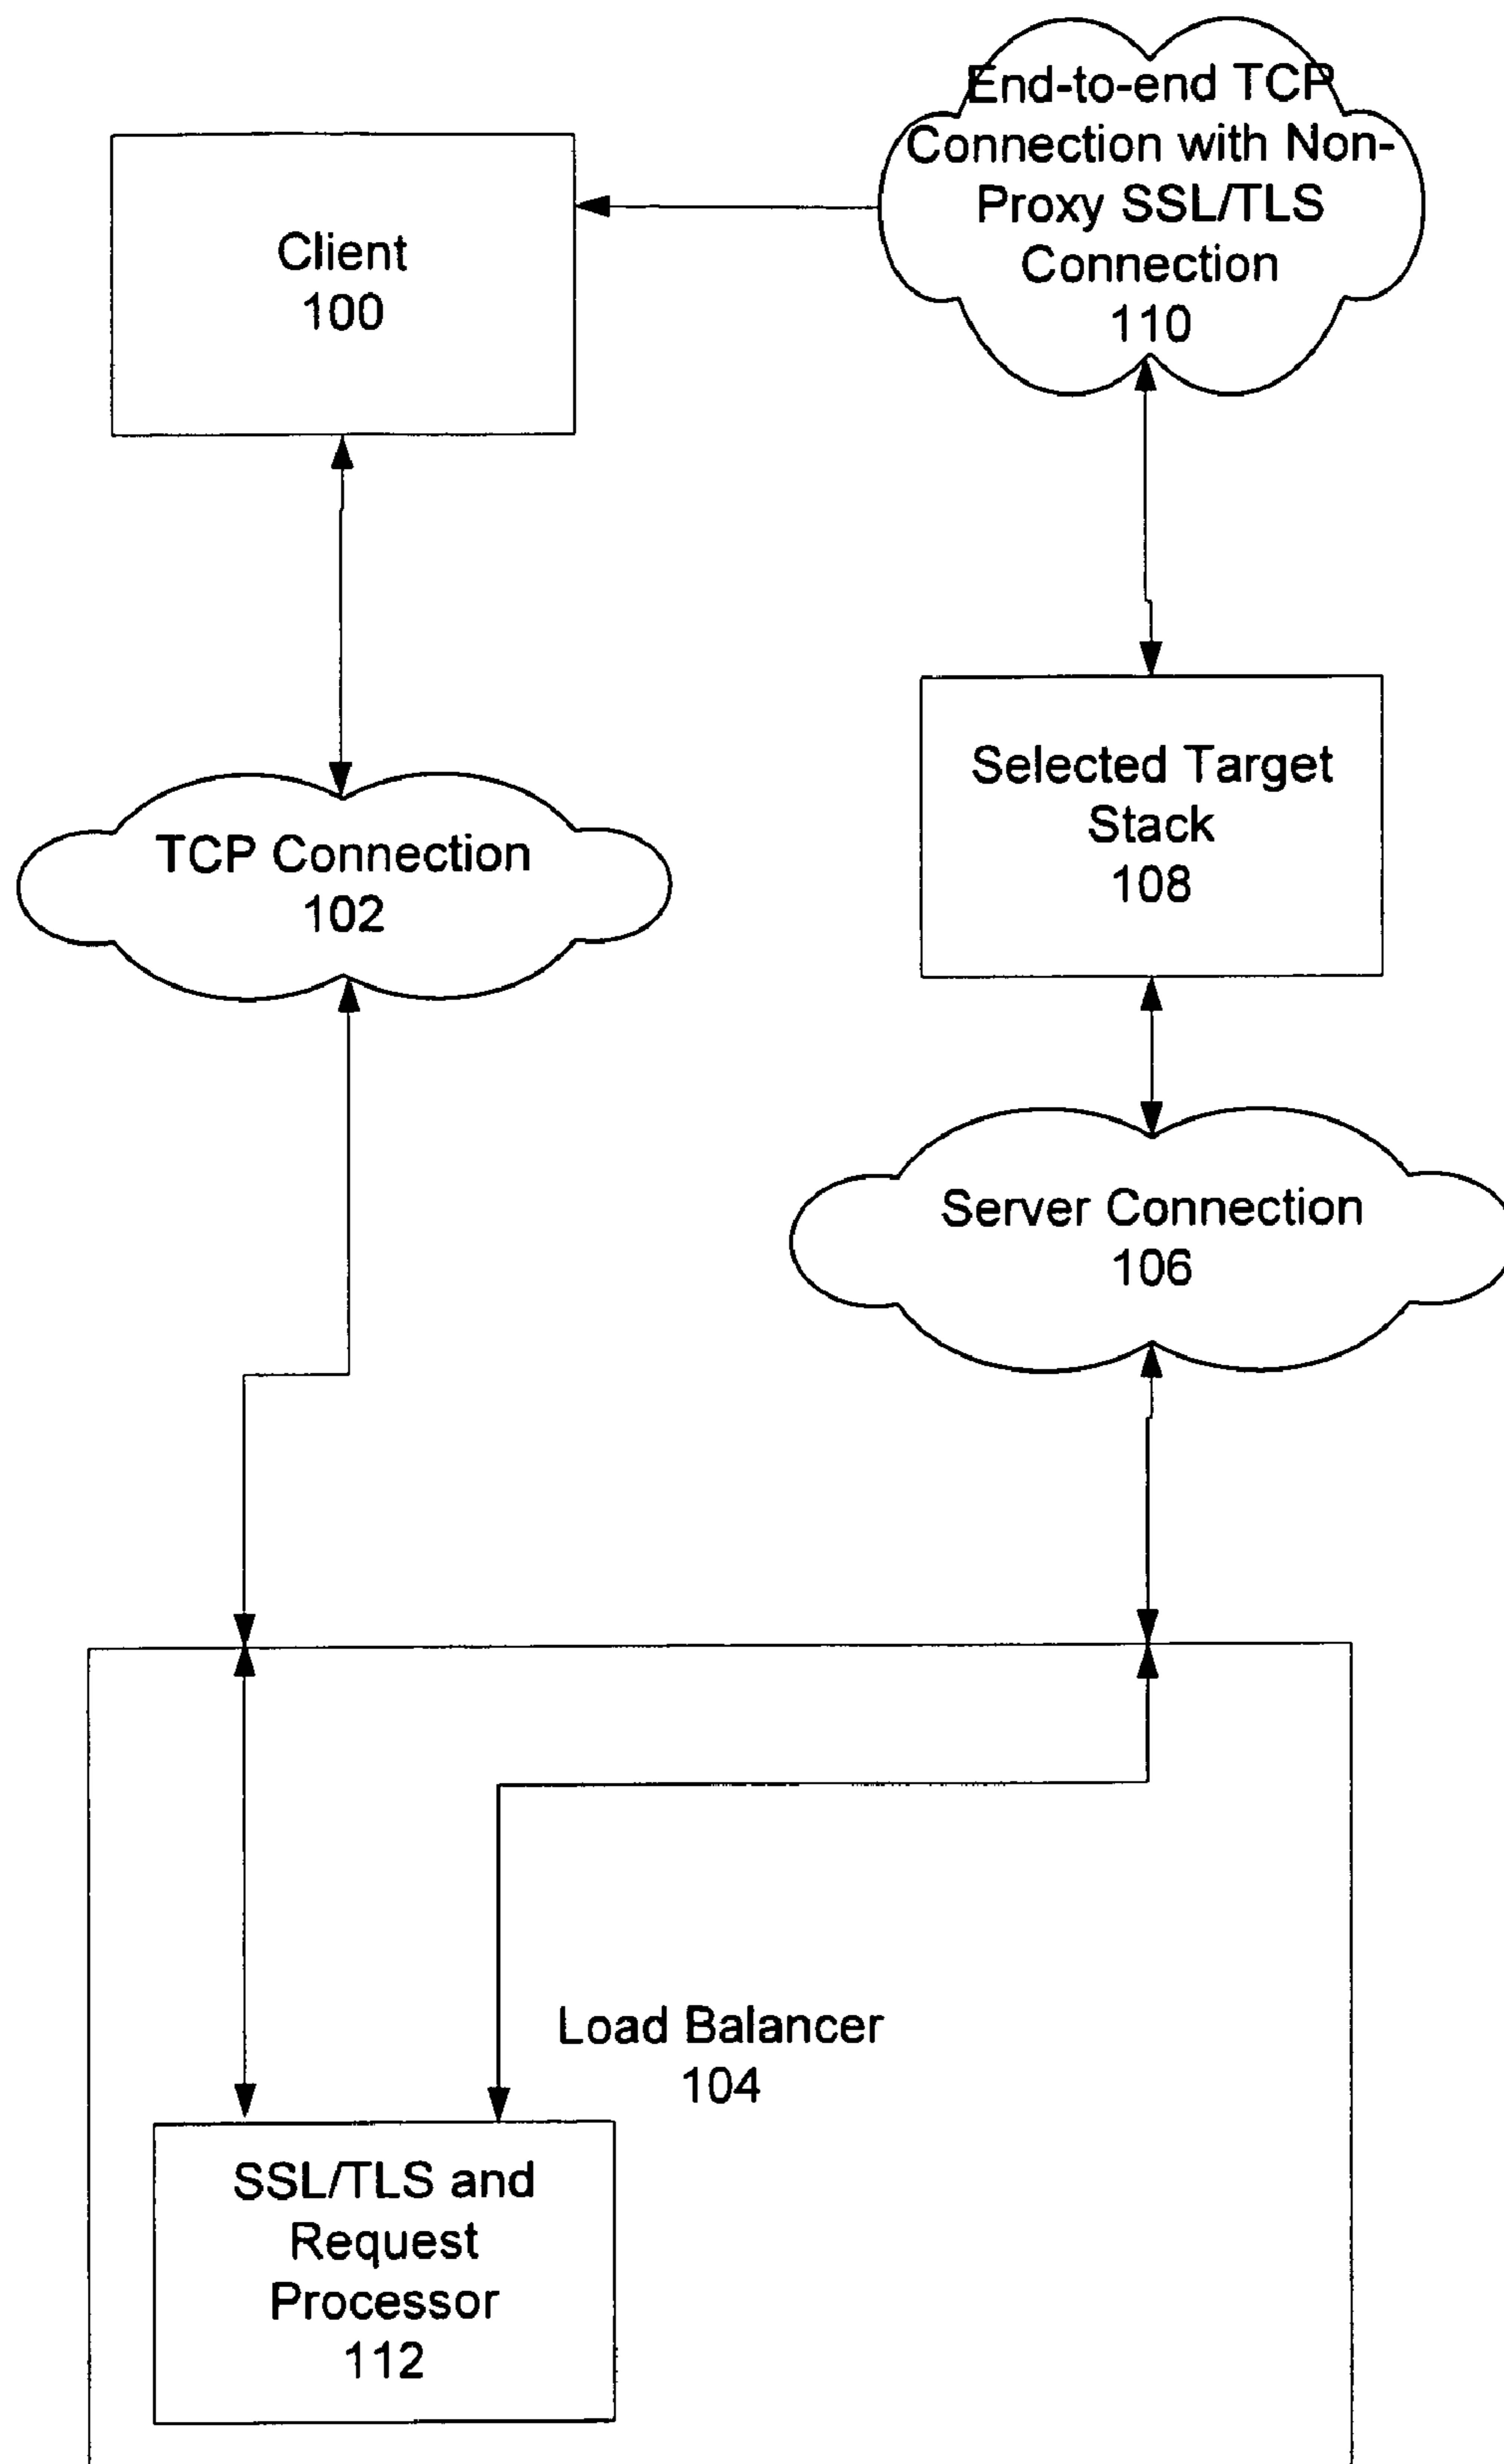 End-to-end TCP
Connection with Non-
Proxy SSL/TLS
Connection
110
Client
100
Selected Target
Stack
108
TCP Connection
102
Server Connection
106
Load Balancer
104
SSL/TLS and
Request
Processor
112